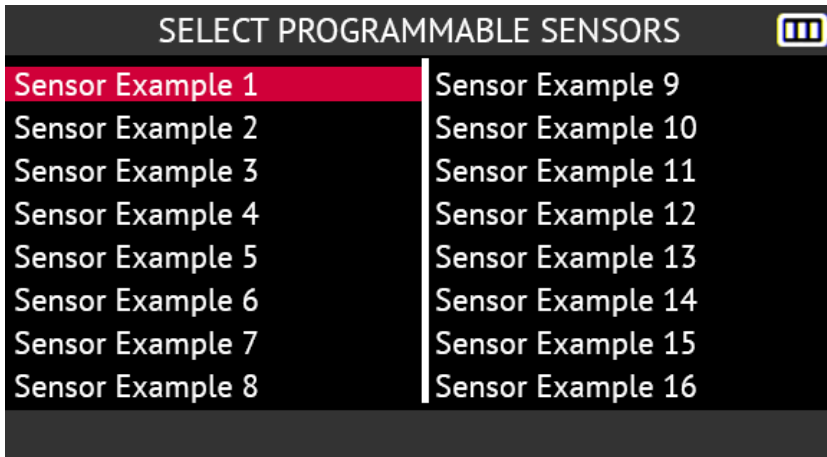 SELECT PROGRAMMABLE SENSORS
Sensor Example 1
Sensor Example 2
Sensor Example 3
Sensor Example 4
Sensor Example 5
Sensor Example 6
Sensor Example 7
Sensor Example 8
Sensor Example 9
Sensor Example 10
Sensor Example 11
Sensor Example 12
Sensor Example 13
Sensor Example 14
Sensor Example 15
Sensor Example 16